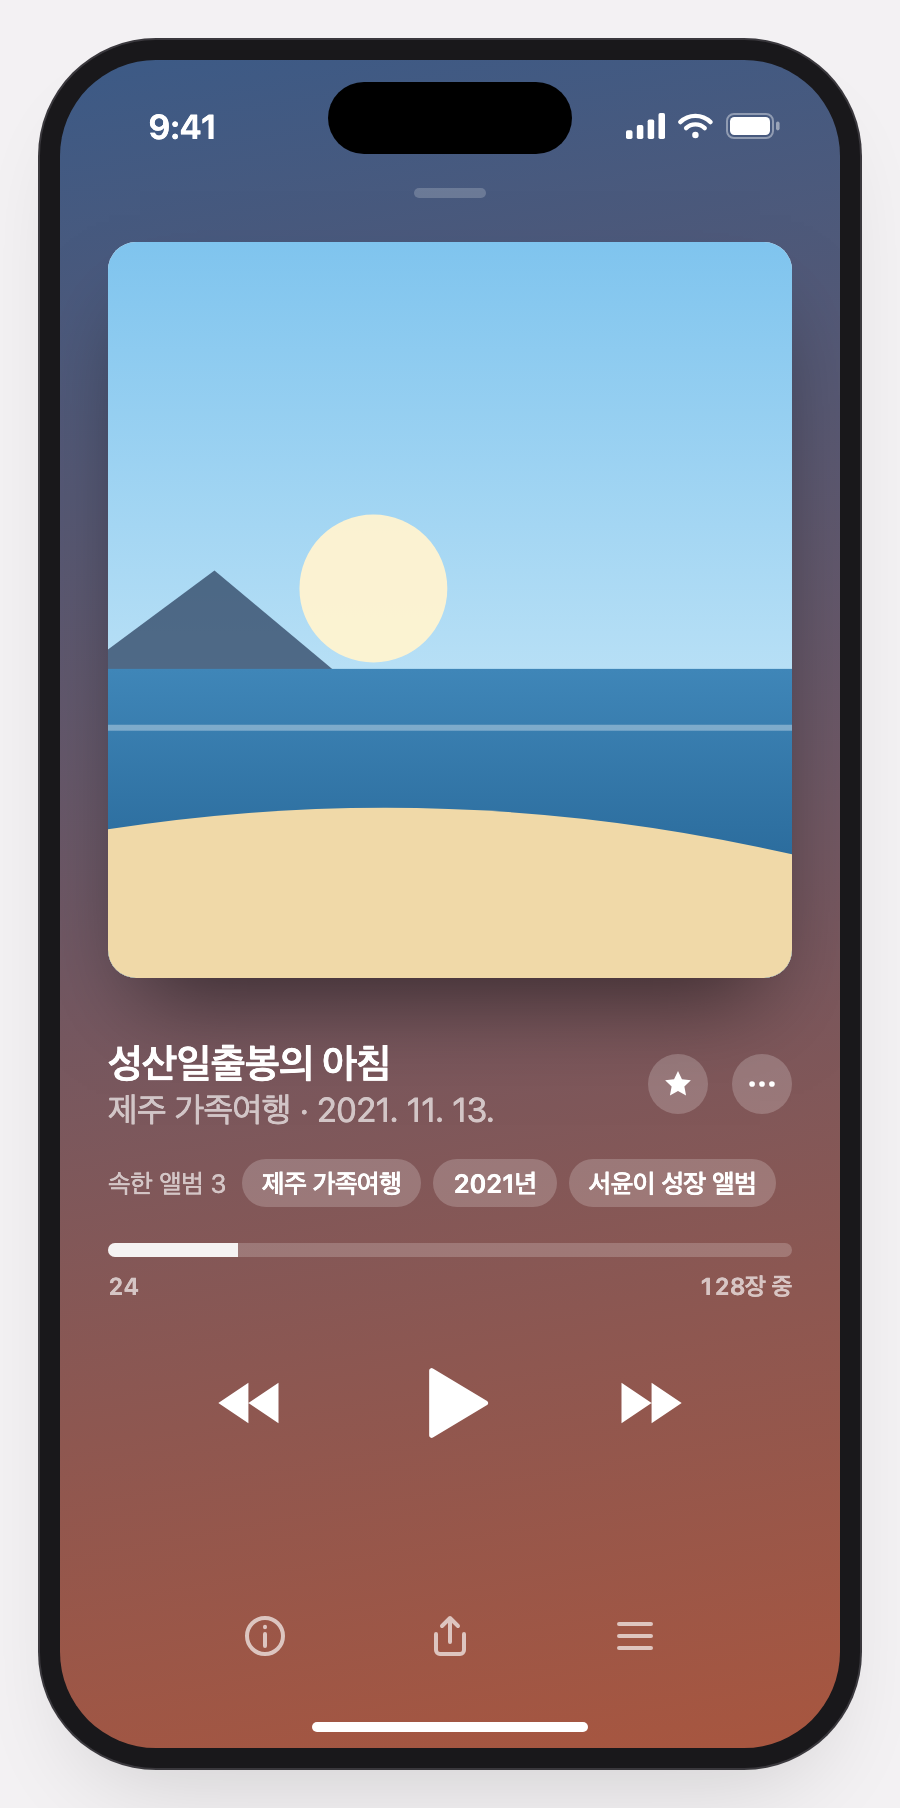 9:41
성산일출봉의 아침
제주 가족여행 · 2021. 11. 13.
속한 앨범 3 제주 가족여행 2021년 서윤이 성장 앨범
24 128장 중